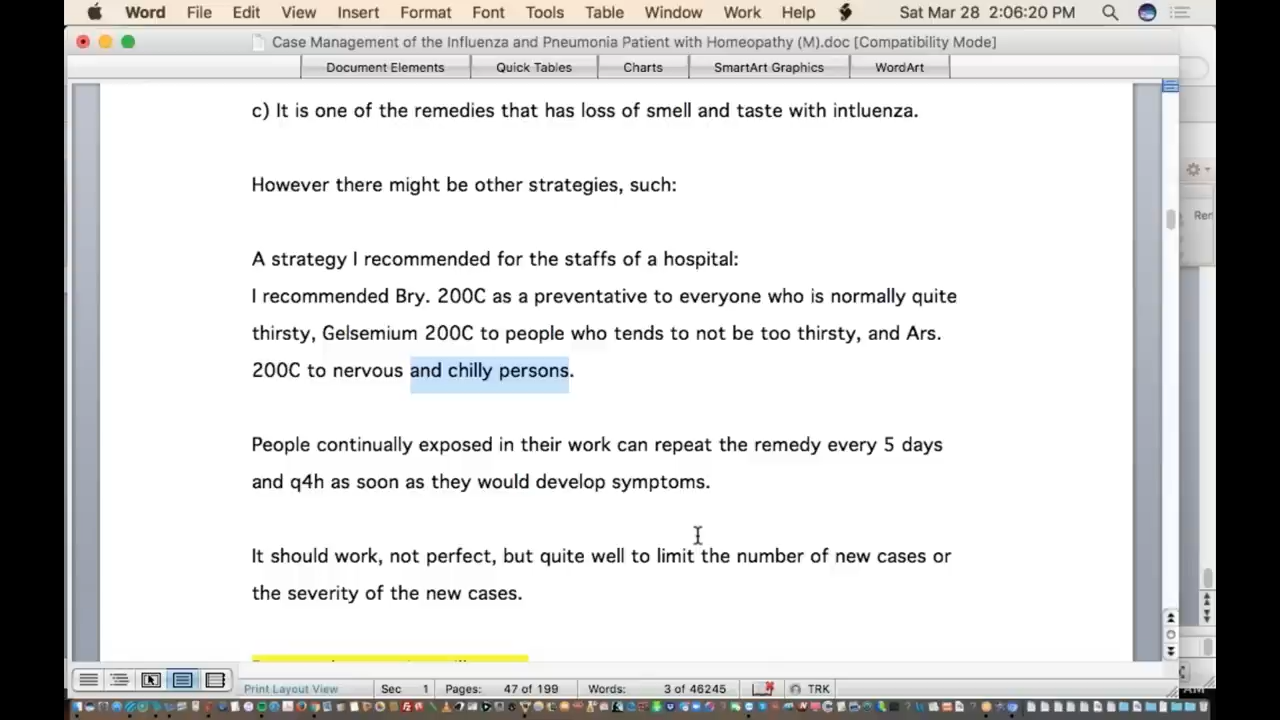 Word File Edit View Insert Format Font Tools Table Window Work Help Sat Mar 28 2:06:20 PM
Case Management of the Influenza and Pneumonia Patient with Homeopathy (M).doc [Compatibility Mode]
Document Elements Quick Tables Charts SmartArt Graphics WordArt
c) It is one of the remedies that has loss of smell and taste with intluenza.
However there might be other strategies, such:
A strategy I recommended for the staffs of a hospital:
I recommended Bry. 200C as a preventative to everyone who is normally quite
thirsty, Gelsemium 200C to people who tends to not be too thirsty, and Ars.
200C to nervous and chilly persons.
People continually exposed in their work can repeat the remedy every 5 days
and q4h as soon as they would develop symptoms.
It should work, not perfect, but quite well to limit the number of new cases or
the severity of the new cases.
Print Layout View Sec 1 Pages: 47 of 199 Words: 3 of 46245 TRK
Ren
AM